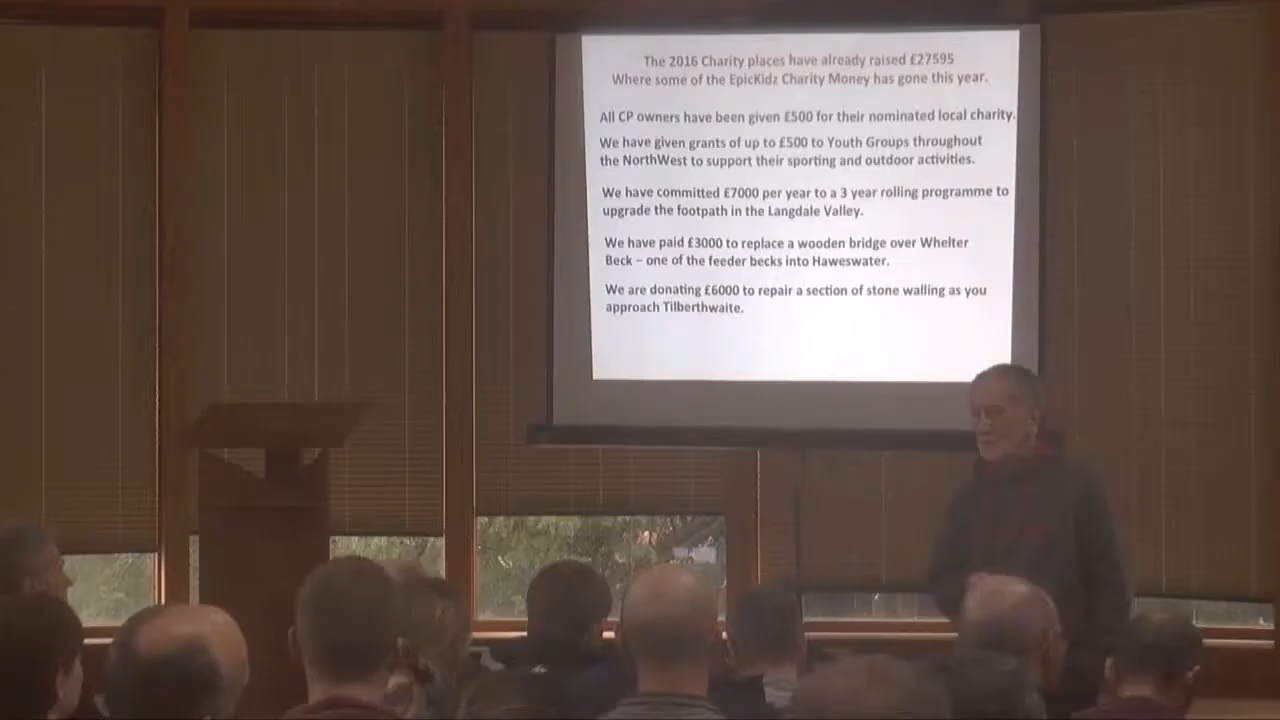 The 2016 Charity places have already raised £27595
Where some of the EpicKidz Charity Money has gone this year.
All CP owners have been given £500 for their nominated local charity.
We have given grants of up to £500 to Youth Groups throughout
the NorthWest to support their sporting and outdoor activities.
We have committed £7000 per year to a 3 year rolling programme to
upgrade the footpath in the Langdale Valley.
We have paid £3000 to replace a wooden bridge over Whelter
Beck – one of the feeder becks into Haweswater.
We are donating £6000 to repair a section of stone walling as you
approach Tilberthwaite.